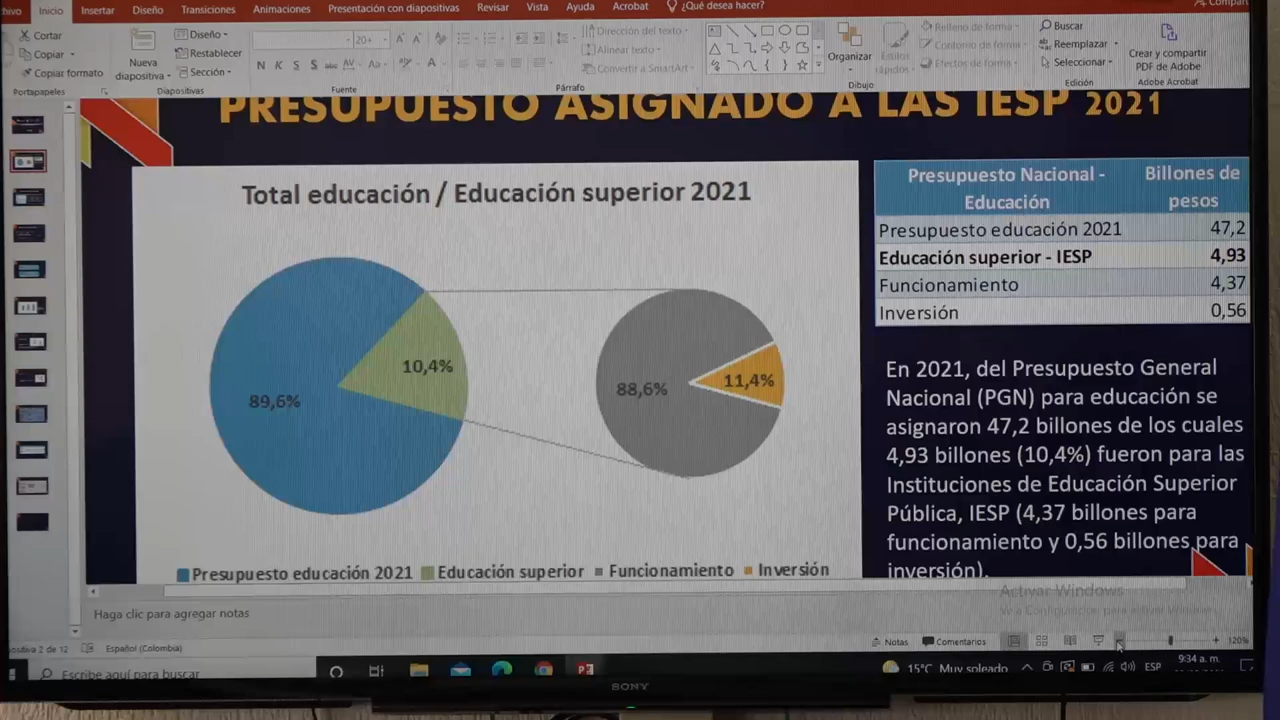 Inicio Insertar Diseño Transiciones Animaciones Presentación con diapositivas Revisar Vista Ayuda Acrobat ¿Qué desea hacer?
Cortar
Copiar
Copiar formato
Portapapeles
Nueva
diapositiva
Diseño
Restablecer
Sección
Diapositivas
20+
N K S S abc AV Aa A
Fuente
Dirección del texto
Alinear texto
Convertir a SmartArt
Párrafo
Organizar
Estilos
rápidos
Relleno de forma
Contorno de forma
Efectos de forma
Dibujo
Buscar
Reemplazar
Seleccionar
Edición
Crear y compartir
PDF de Adobe
Adobe Acrobat
PRESUPUESTO ASIGNADO A LAS IESP 2021
Total educación / Educación superior 2021
10,4%
89,6%
88,6%
11,4%
Presupuesto educación 2021 Educación superior Funcionamiento Inversión
Presupuesto Nacional - Educación Billones de pesos
Presupuesto educación 2021 47,2
Educación superior - IESP 4,93
Funcionamiento 4,37
Inversión 0,56
En 2021, del Presupuesto General
Nacional (PGN) para educación se
asignaron 47,2 billones de los cuales
4,93 billones (10,4%) fueron para las
Instituciones de Educación Superior
Pública, IESP (4,37 billones para
funcionamiento y 0,56 billones para
inversión).
Activar Windows
Ve a Configuración para activar Windows.
Haga clic para agregar notas
2 de 12 Español (Colombia) Notas Comentarios 120%
Escribe aquí para buscar 15°C Muy soleado ESP 9:34 a. m.
SONY